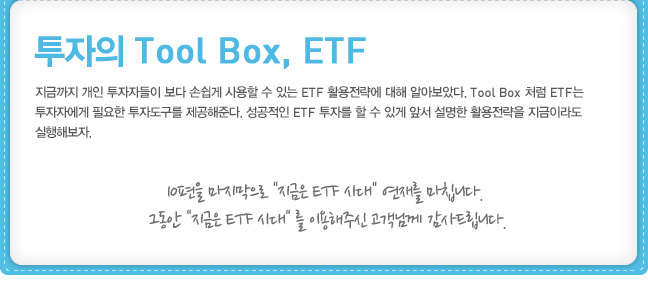 투자의 Tool Box, ETF
지금까지 개인 투자자들이 보다 손쉽게 사용할 수 있는 ETF 활용전략에 대해 알아보았다. Tool Box 처럼 ETF는
투자자에게 필요한 투자도구를 제공해준다. 성공적인 ETF 투자를 할 수 있게 앞서 설명한 활용전략을 지금이라도
실행해보자.
10편을 마지막으로 "지금은 ETF 시대" 연재를 마칩니다.
그동안 "지금은 ETF 시대"를 이용해주신 고객님께 감사드립니다.